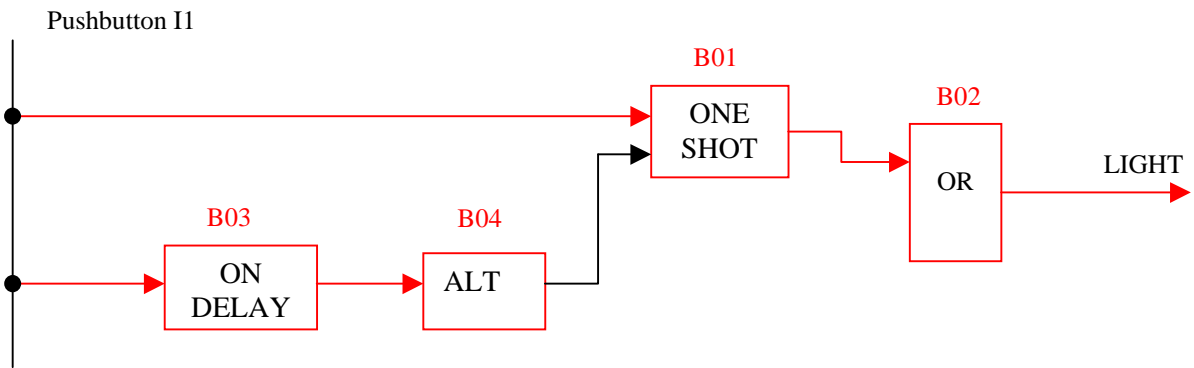 Pushbutton I1
B01
ONE
SHOT
B02
OR
LIGHT
B03
ON
DELAY
B04
ALT